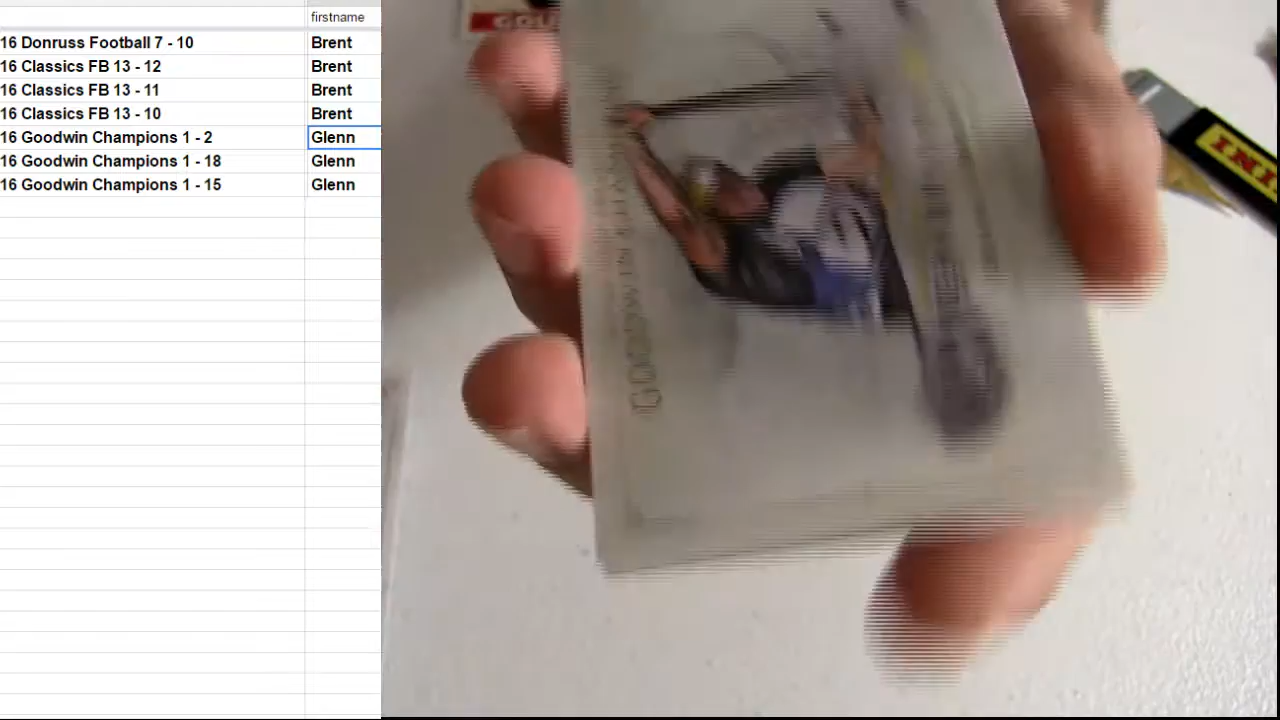 firstname
16 Donruss Football 7 - 10 Brent
16 Classics FB 13 - 12 Brent
16 Classics FB 13 - 11 Brent
16 Classics FB 13 - 10 Brent
16 Goodwin Champions 1 - 2 Glenn
16 Goodwin Champions 1 - 18 Glenn
16 Goodwin Champions 1 - 15 Glenn